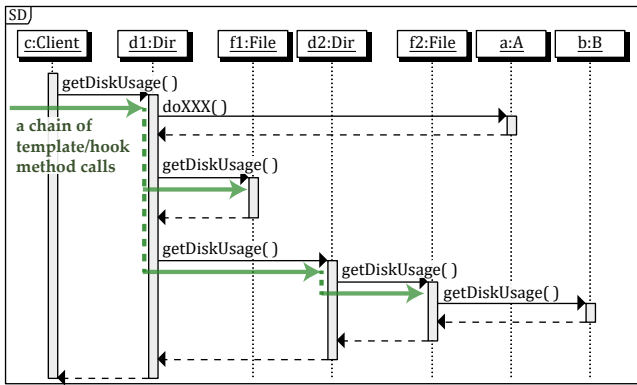 SD
c:Client d1:Dir f1:File d2:Dir f2:File a:A b:B
getDiskUsage( )
doXXX( )
a chain of
template/hook
method calls
getDiskUsage( )
getDiskUsage( )
getDiskUsage( )
getDiskUsage( )